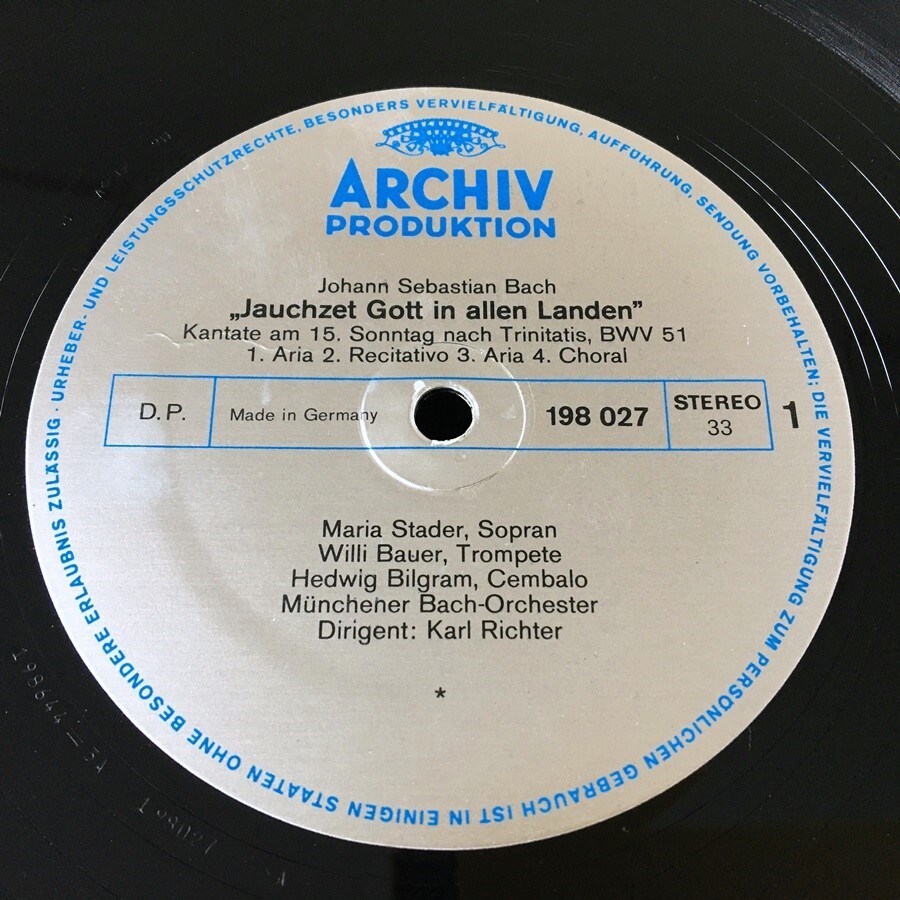 ARCHIV
PRODUKTION
Johann Sebastian Bach
„Jauchzet Gott in allen Landen”
Kantate am 15. Sonntag nach Trinitatis, BWV 51
1. Aria 2. Recitativo 3. Aria 4. Choral
D.P. Made in Germany 198 027 STEREO 33 1
Maria Stader, Sopran
Willi Bauer, Trompete
Hedwig Bilgram, Cembalo
Münchener Bach-Orchester
Dirigent: Karl Richter
*
URHEBER- UND LEISTUNGSSCHUTZRECHTE, BESONDERS VERVIELFÄLTIGUNG, AUFFÜHRUNG, SENDUNG VORBEHALTEN; DIE VERVIELFÄLTIGUNG ZUM PERSÖNLICHEN GEBRAUCH IST IN EINIGEN STAATEN OHNE BESONDERE ERLAUBNIS ZULÄSSIG ·